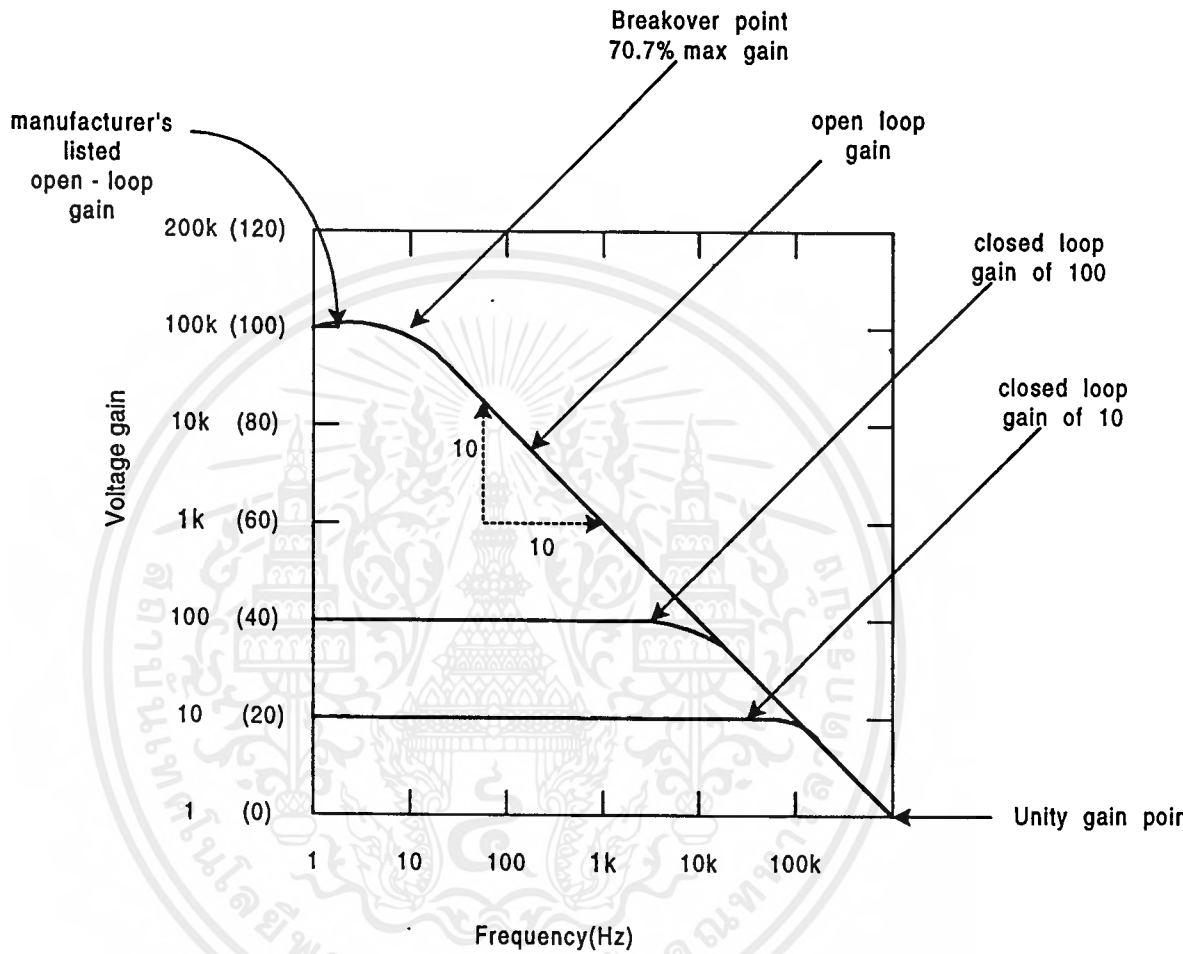 Breakover point
70.7% max gain
manufacturer's
listed
open - loop
gain
open loop
gain
closed loop
gain of 100
closed loop
gain of 10
200k (120)
100k (100)
10k (80)
1k (60)
100 (40)
10 (20)
1 (0)
Voltage gain
10
10
Unity gain poin
1 10 100 1k 10k 100k
Frequency(Hz)